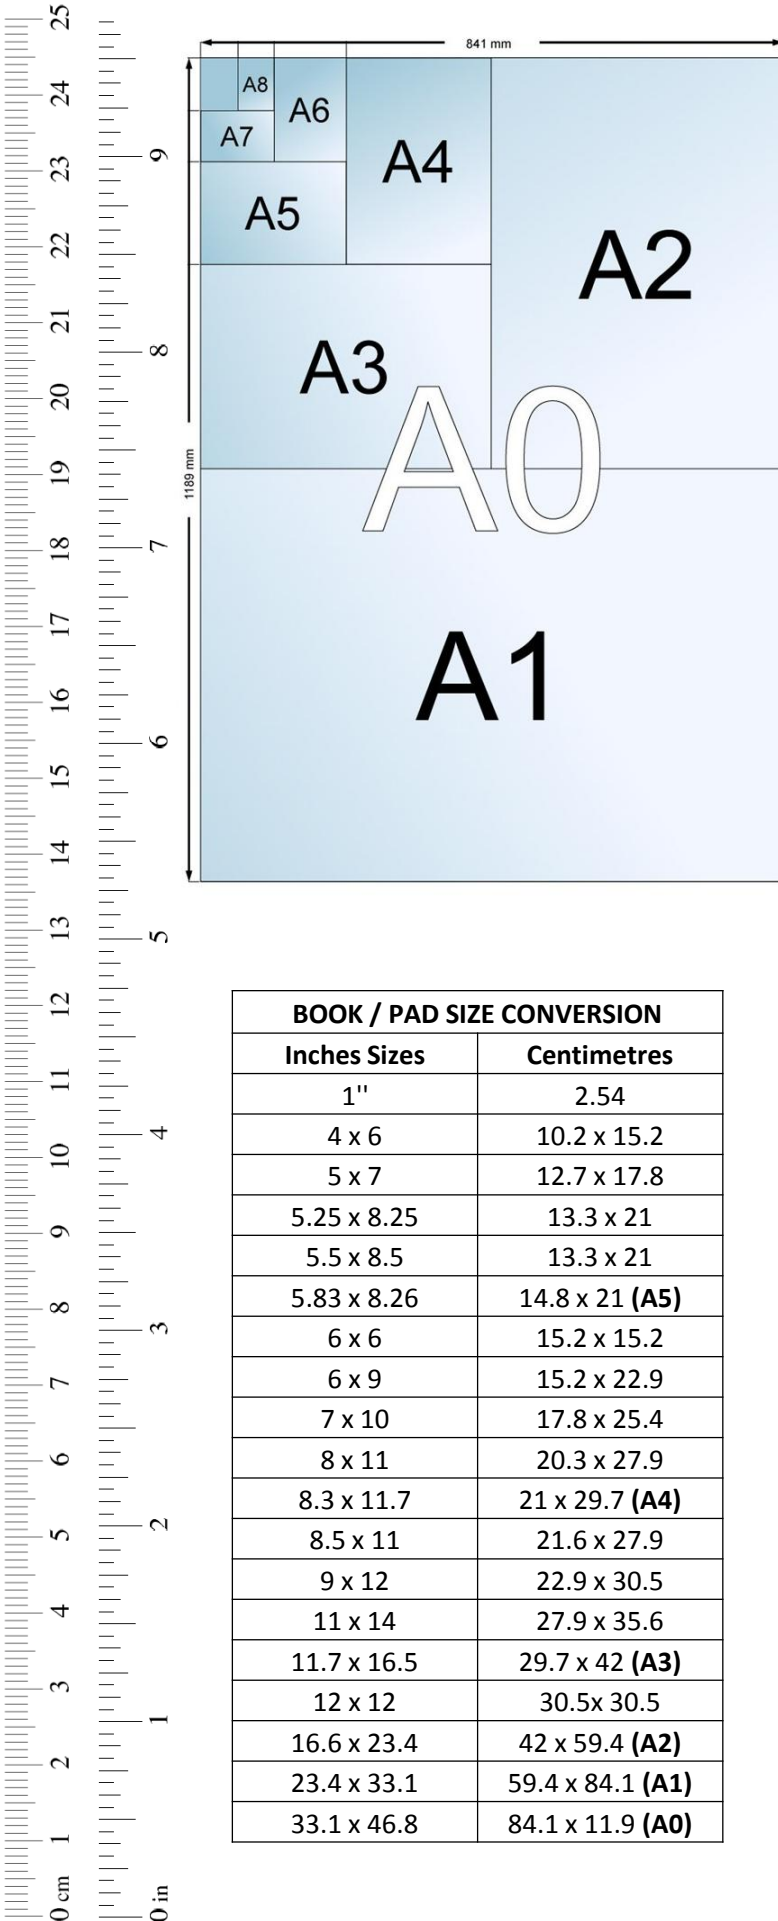 25
24
23
22
21
20
19
18
17
16
15
14
13
12
11
10
9
8
7
6
5
4
3
2
1
0 cm
9
8
7
6
5
4
3
2
1
0 in
841 mm
1189 mm
A8
A7
A6
A5
A4
A3
A2
A0
A1
BOOK / PAD SIZE CONVERSION
Inches Sizes Centimetres
1'' 2.54
4 x 6 10.2 x 15.2
5 x 7 12.7 x 17.8
5.25 x 8.25 13.3 x 21
5.5 x 8.5 13.3 x 21
5.83 x 8.26 14.8 x 21 (A5)
6 x 6 15.2 x 15.2
6 x 9 15.2 x 22.9
7 x 10 17.8 x 25.4
8 x 11 20.3 x 27.9
8.3 x 11.7 21 x 29.7 (A4)
8.5 x 11 21.6 x 27.9
9 x 12 22.9 x 30.5
11 x 14 27.9 x 35.6
11.7 x 16.5 29.7 x 42 (A3)
12 x 12 30.5x 30.5
16.6 x 23.4 42 x 59.4 (A2)
23.4 x 33.1 59.4 x 84.1 (A1)
33.1 x 46.8 84.1 x 11.9 (A0)